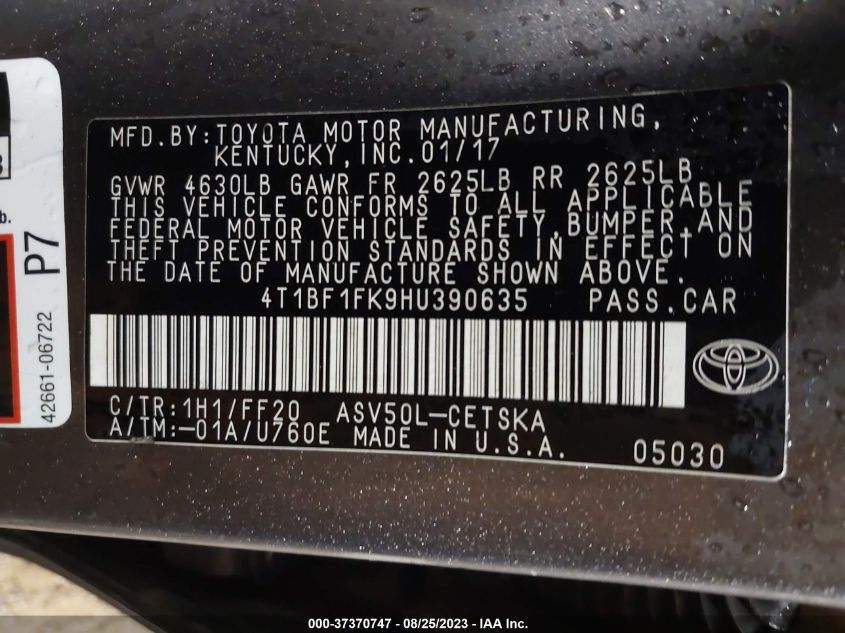 MFD.BY:TOYOTA MOTOR MANUFACTURING,
KENTUCKY,INC.01/17
GVWR 4630LB GAWR FR 2625LB RR 2625LB
THIS VEHICLE CONFORMS TO ALL APPLICABLE
FEDERAL MOTOR VEHICLE SAFETY,BUMPER,AND
THEFT PREVENTION STANDARDS IN EFFECT ON
THE DATE OF MANUFACTURE SHOWN ABOVE.
4T1BF1FK9HU390635 PASS.CAR
C/TR:1H1/FF20 ASV50L-CETSKA
A/TM:-01A/U760E MADE IN U.S.A. 05030
b.
P7
42661-06722
000-37370747 - 08/25/2023 - IAA Inc.